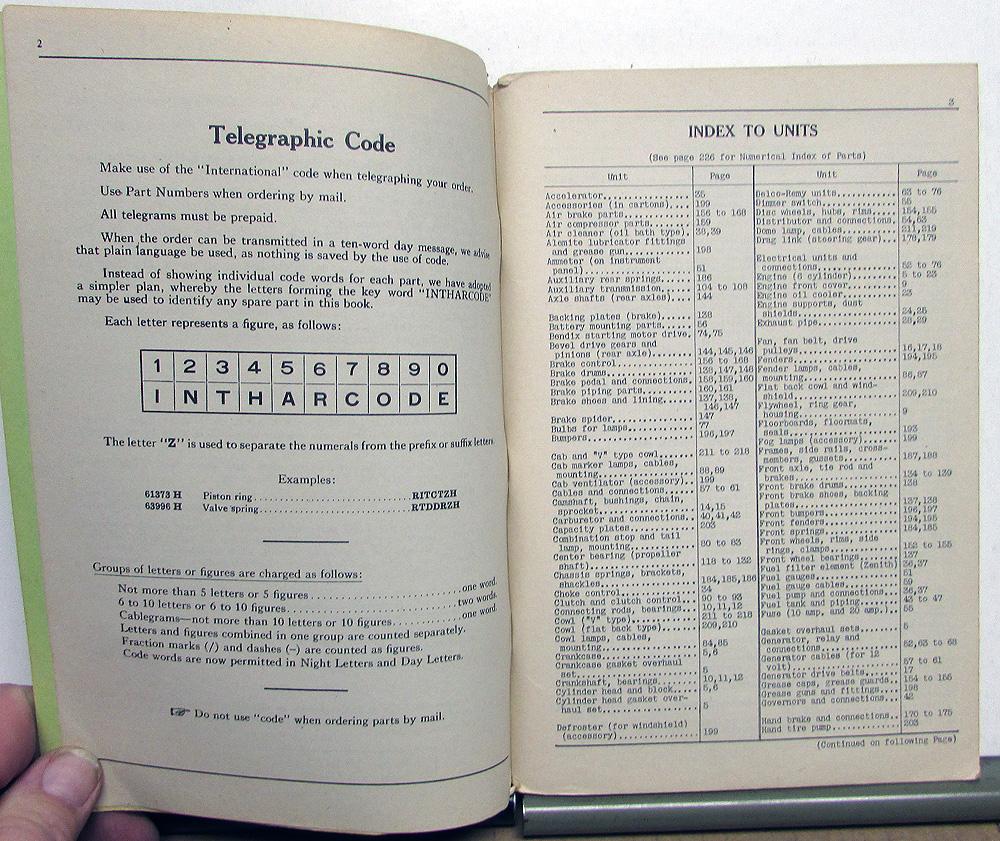 2
Telegraphic Code
Make use of the "International" code when telegraphing your order.
Use Part Numbers when ordering by mail.
All telegrams must be prepaid.
When the order can be transmitted in a ten-word day message, we advise
that plain language be used, as nothing is saved by the use of code.
Instead of showing individual code words for each part, we have adopted
a simpler plan, whereby the letters forming the key word "INTHARCODE"
may be used to identify any spare part in this book.
Each letter represents a figure, as follows:
1 2 3 4 5 6 7 8 9 0
I N T H A R C O D E
The letter "Z" is used to separate the numerals from the prefix or suffix letters.
Examples:
61373 H Piston ring........................RITCTZH
63996 H Valve spring........................RTDDRZH
Groups of letters or figures are charged as follows:
Not more than 5 letters or 5 figures........................one word.
6 to 10 letters or 6 to 10 figures........................two words.
Cablegrams—not more than 10 letters or 10 figures............one word.
Letters and figures combined in one group are counted separately.
Fraction marks (/) and dashes (–) are counted as figures.
Code words are now permitted in Night Letters and Day Letters.
☞ Do not use "code" when ordering parts by mail.
3
INDEX TO UNITS
(See page 226 for Numerical Index of Parts)
Unit Page
Accelerator........ 35
Accessories (in cartons).... 199
Air brake parts........ 156 to 168
Air compressor parts........ 159
Air cleaner (oil bath type).. 38,39
Alemite lubricator fittings
and grease gun........ 198
Ammeter (on instrument
panel)........ 51
Auxiliary rear springs........ 186
Auxiliary transmission........ 104 to 108
Axle shafts (rear axles).... 144
Backing plates (brake)........ 138
Battery mounting parts........ 56
Bendix starting motor drive. 74,75
Bevel drive gears and
pinions (rear axle)........ 144,145,146
Brake control........ 156 to 168
Brake drums........ 138,147,148
Brake pedal and connections. 158,159,160
Brake piping parts........ 160,161
Brake shoes and lining...... 137,138,
146,147
Brake spider........ 147
Bulbs for lamps........ 77
Bumpers........ 196,197
Cab and "V" type cowl........ 211 to 218
Cab marker lamps, cables,
mounting........ 88,89
Cab ventilator (accessory).. 199
Cables and connections...... 57 to 61
Camshaft, bushings, chain,
sprocket........ 14,15
Carburetor and connections.. 40,41,42
Capacity plates........ 203
Combination stop and tail
lamp, mounting........ 80 to 83
Center bearing (propeller
shaft)........ 118 to 132
Chassis springs, brackets,
shackles........ 184,185,186
Choke control........ 34
Clutch and clutch control... 90 to 93
Connecting rods, bearings... 10,11,12
Cowl ("V" type)........ 211 to 218
Cowl (flat back type)........ 209,210
Cowl lamps, cables,
mounting........ 84,85
Crankcase........ 5,6
Crankcase gasket overhaul
set........ 5
Crankshaft, bearings........ 10,11,12
Cylinder head and block..... 5,6
Cylinder head gasket over-
haul set........ 5
Defroster (for windshield)
(accessory)........ 199
Unit Page
Delco-Remy units........ 63 to 76
Dimmer switch........ 55
Disc wheels, hubs, rims..... 154,155
Distributor and connections. 54,63
Dome lamp, cables........ 211,219
Drag link (steering gear)... 178,179
Electrical units and
connections........ 53 to 76
Engine (6 cylinder)........ 5 to 23
Engine front cover........ 9
Engine oil cooler........ 23
Engine supports, dust
shields........ 24,25
Exhaust pipe........ 28,29
Fan, fan belt, drive
pulleys........ 16,17,18
Fenders........ 194,195
Fender lamps, cables,
mounting........ 86,87
Flat back cowl and wind-
shield........ 209,210
Flywheel, ring gear,
housing........ 9
Floorboards, floormats,
seals........ 193
Fog lamps (accessory)........ 199
Frames, side rails, cross-
members, gussets........ 187,188
Front axle, tie rod and
brakes........ 134 to 139
Front brake drums........ 138
Front brake shoes, backing
plates........ 137,138
Front bumpers........ 196,197
Front fenders........ 194,195
Front springs........ 184,185
Front wheels, rims, side
rings, clamps........ 152 to 155
Front wheel bearings........ 137
Fuel filter element (Zenith) 36,37
Fuel gauges........ 51
Fuel gauge cables........ 59
Fuel pump and connections... 36,37
Fuel tank and piping........ 43 to 47
Fuse (10 amp. and 20 amp)... 55
Gasket overhaul sets........ 5
Generator, relay and
connections........ 52,63 to 68
Generator cables (for 12
volt)........ 57 to 61
Generator drive belts........ 17
Grease caps, grease guards.. 154 to 155
Grease guns and fittings.... 198
Governors and connections... 42
Hand brake and connections.. 170 to 175
Hand tire pump........ 203
(Continued on following Page)